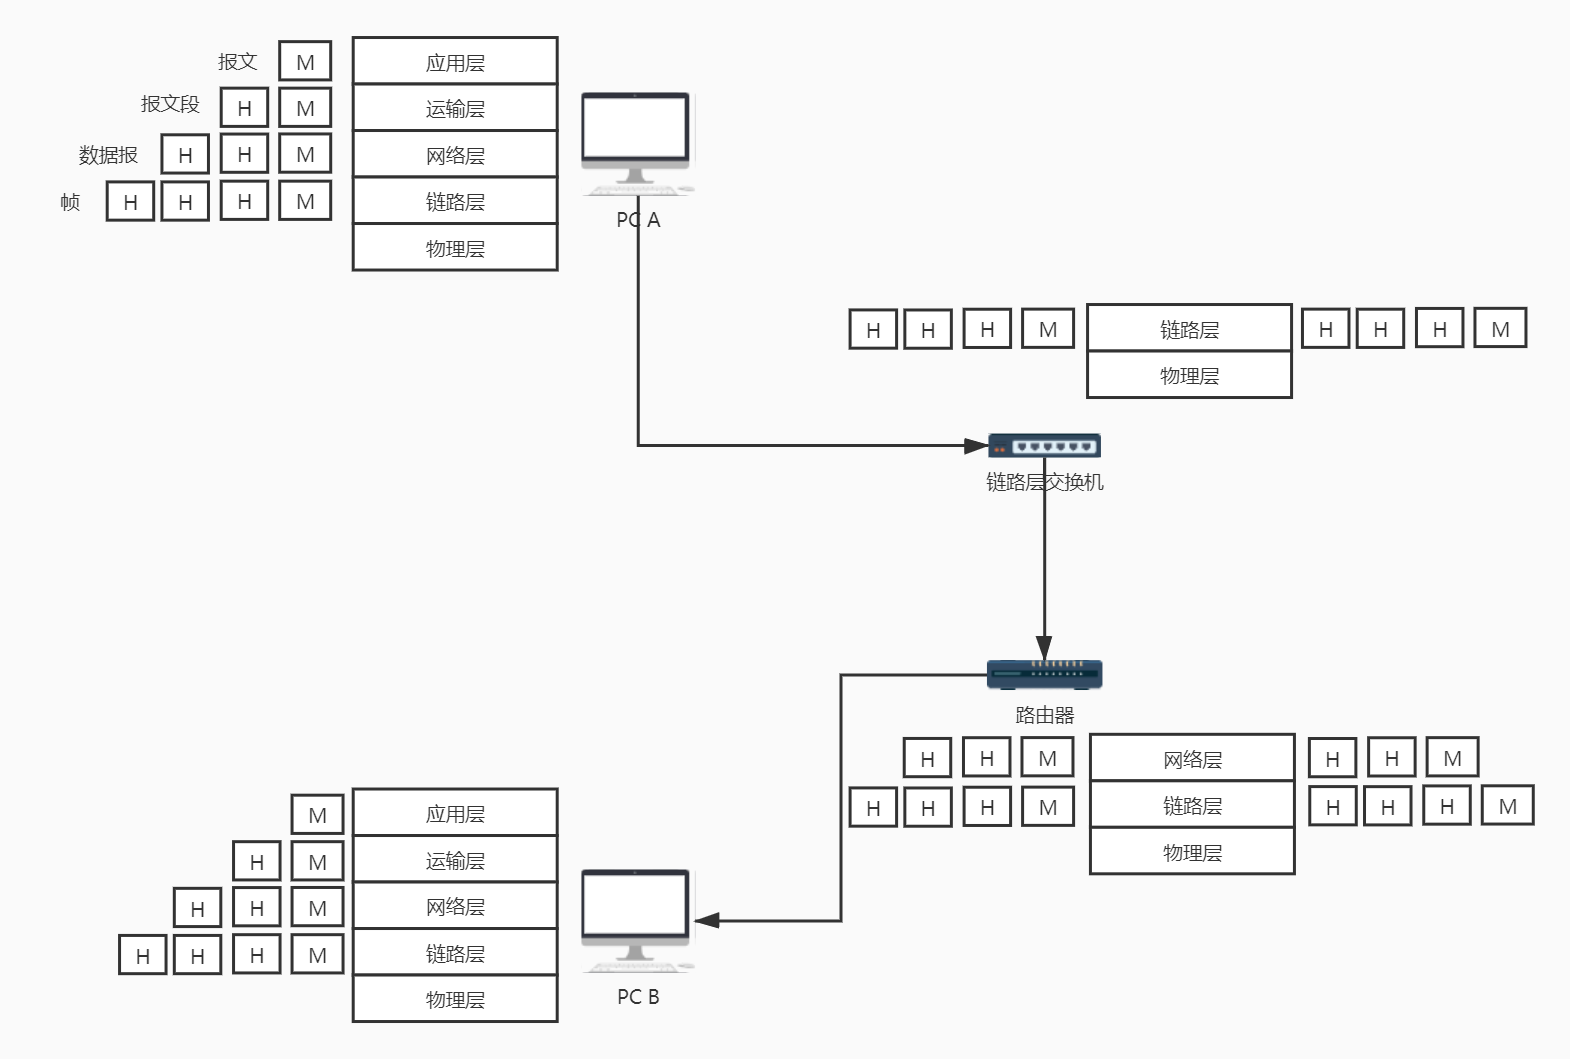 报文 M 应用层
报文段 H M 运输层
数据报 H H M 网络层
帧 H H H M 链路层
物理层
PC A
H H H M 链路层 H H H M
物理层
链路层交换机
路由器
H H M 网络层 H H M
H H H M 链路层 H H H M
物理层
M 应用层
H M 运输层
H H M 网络层
H H H M 链路层
物理层
PC B